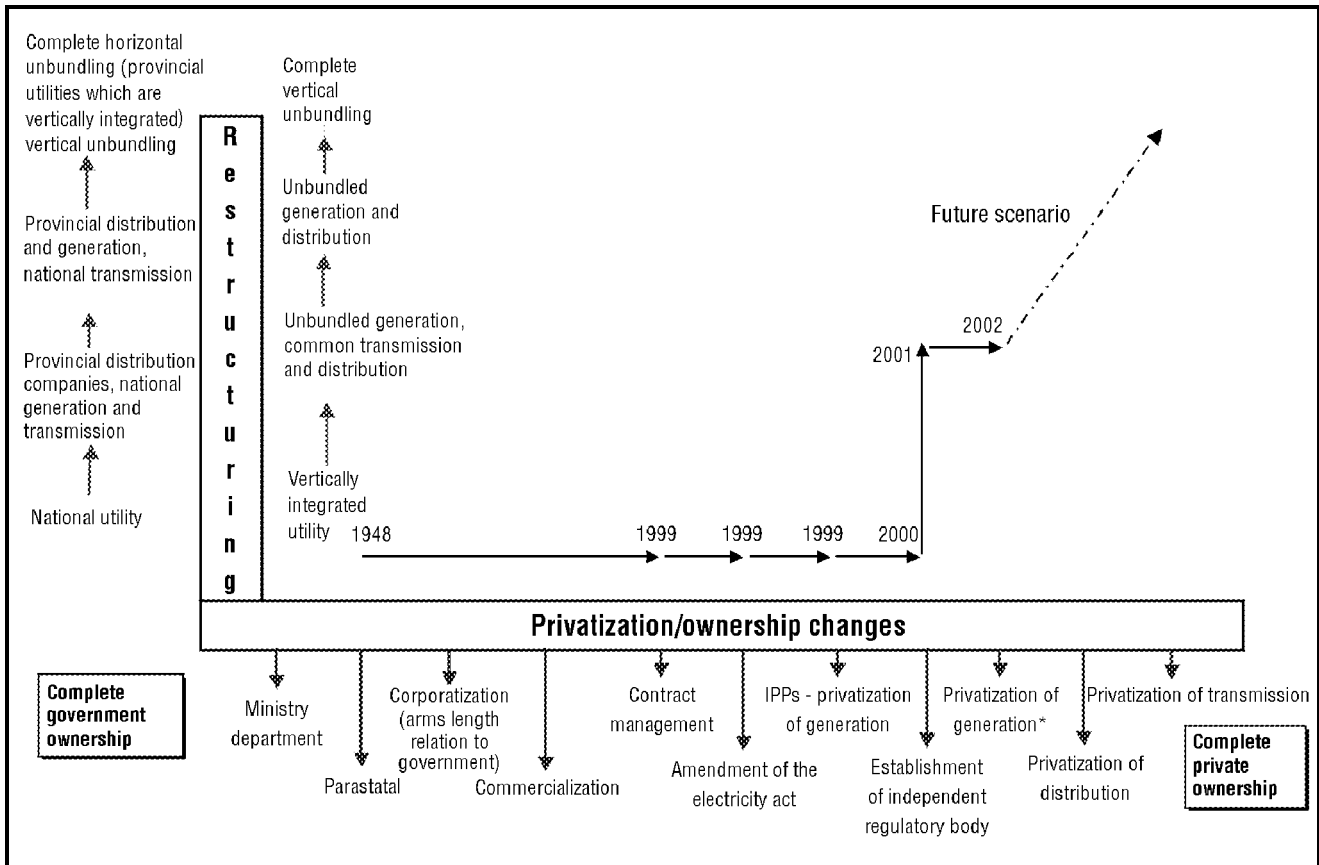 Complete horizontal
unbundling (provincial
utilities which are
vertically integrated)
vertical unbundling
Provincial distribution
and generation,
national transmission
Provincial distribution
companies, national
generation and
transmission
National utility
Restructuring
Complete
vertical
unbundling
Unbundled
generation and
distribution
Unbundled generation,
common transmission
and distribution
Vertically
integrated
utility
1948
1999
1999
1999
2000
2001
2002
Future scenario
Privatization/ownership changes
Complete
government
ownership
Ministry
department
Parastatal
Corporatization
(arms length
relation to
government)
Commercialization
Contract
management
Amendment of the
electricity act
IPPs - privatization
of generation
Establishment
of independent
regulatory body
Privatization of
generation*
Privatization of
distribution
Privatization of transmission
Complete
private
ownership